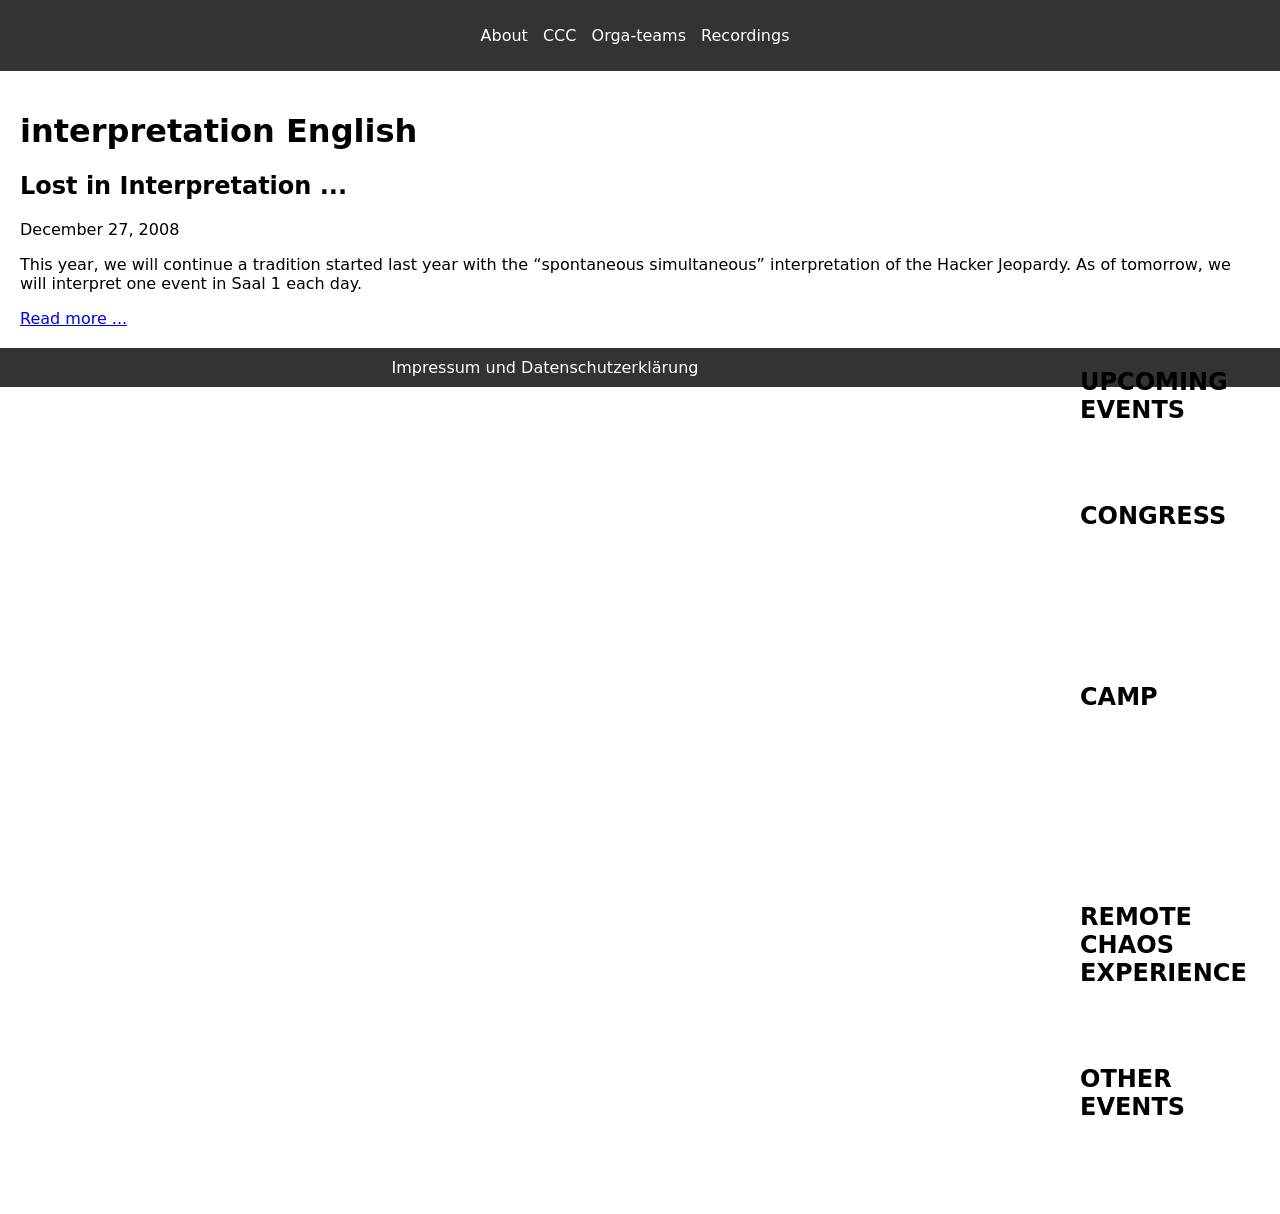 About CCC Orga-teams Recordings
interpretation English
Lost in Interpretation ...
December 27, 2008
This year, we will continue a tradition started last year with the “spontaneous simultaneous” interpretation of the Hacker Jeopardy. As of tomorrow, we
will interpret one event in Saal 1 each day.
Read more ...
Impressum und Datenschutzerklärung
UPCOMING
EVENTS
CONGRESS
CAMP
REMOTE
CHAOS
EXPERIENCE
OTHER
EVENTS